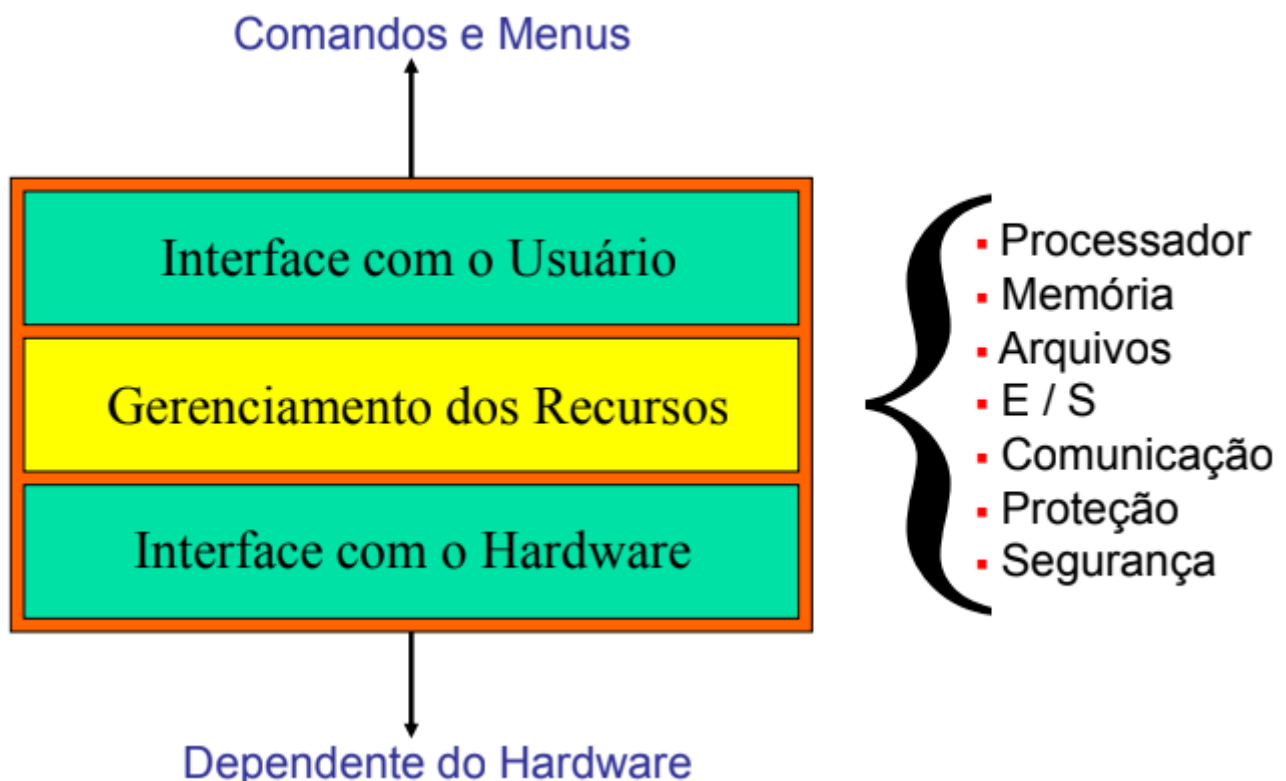 Comandos e Menus
Interface com o Usuário
Gerenciamento dos Recursos
Interface com o Hardware
Dependente do Hardware
▪ Processador
▪ Memória
▪ Arquivos
▪ E / S
▪ Comunicação
▪ Proteção
▪ Segurança